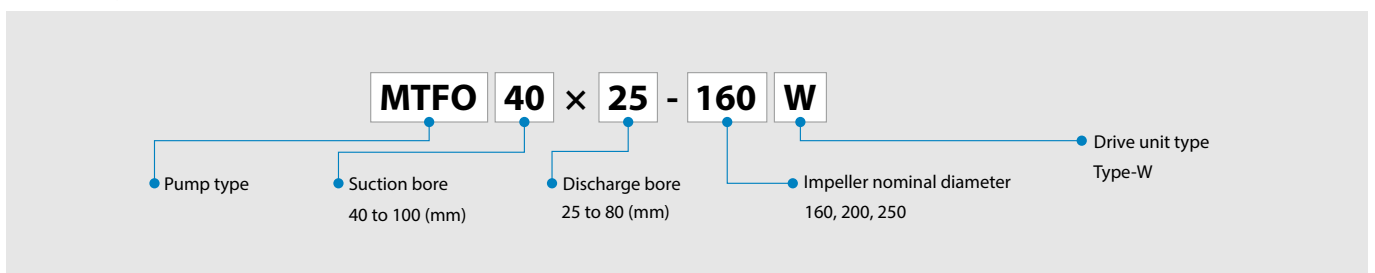 MTFO 40 × 25 - 160 W
Drive unit type
Type-W
Pump type
Suction bore
40 to 100 (mm)
Discharge bore
25 to 80 (mm)
Impeller nominal diameter
160, 200, 250